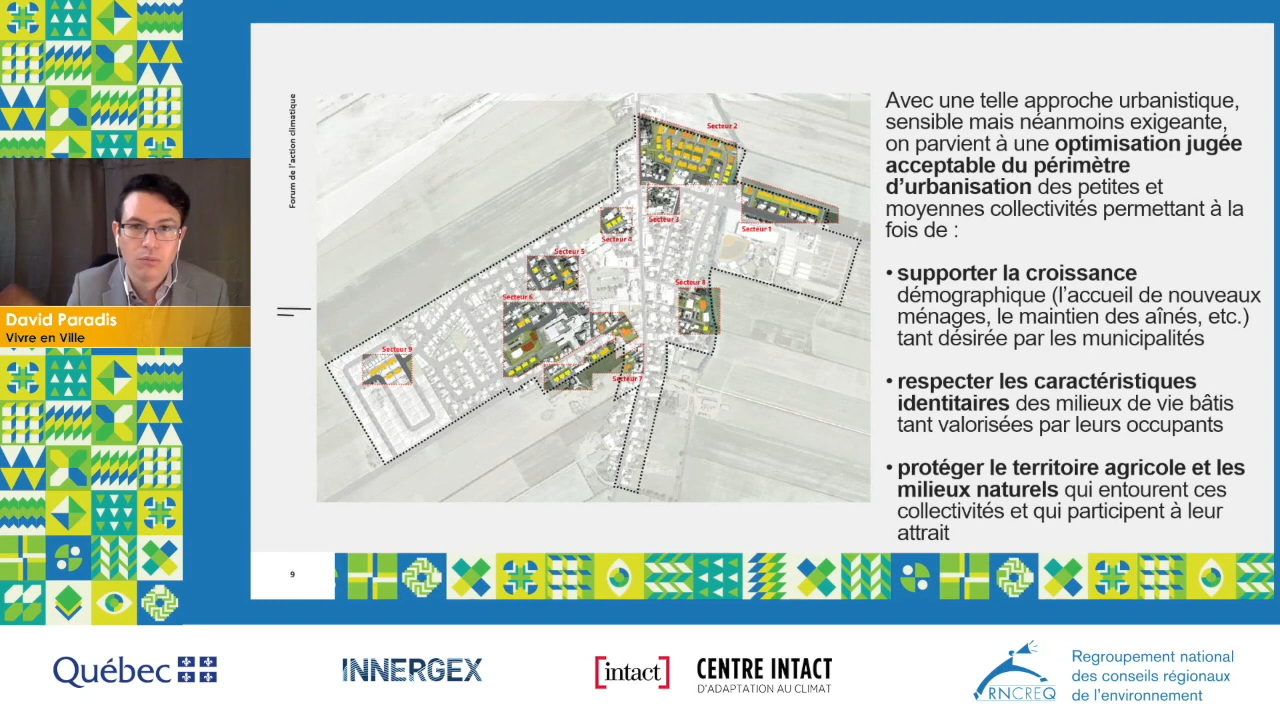 Forum de l'action climatique
Secteur 2
Secteur 3
Secteur 1
Secteur 4
Secteur 5
Secteur 8
Secteur 6
Secteur 9
Secteur 7
Avec une telle approche urbanistique,
sensible mais néanmoins exigeante,
on parvient à une optimisation jugée
acceptable du périmètre
d'urbanisation des petites et
moyennes collectivités permettant à la
fois de :
• supporter la croissance
démographique (l'accueil de nouveaux
ménages, le maintien des aînés, etc.)
tant désirée par les municipalités
• respecter les caractéristiques
identitaires des milieux de vie bâtis
tant valorisées par leurs occupants
• protéger le territoire agricole et les
milieux naturels qui entourent ces
collectivités et qui participent à leur
attrait
David Paradis
Vivre en Ville
9
Québec
INNERGEX
[intact]
CENTRE INTACT
D'ADAPTATION AU CLIMAT
RNCREQ
Regroupement national
des conseils régionaux
de l'environnement